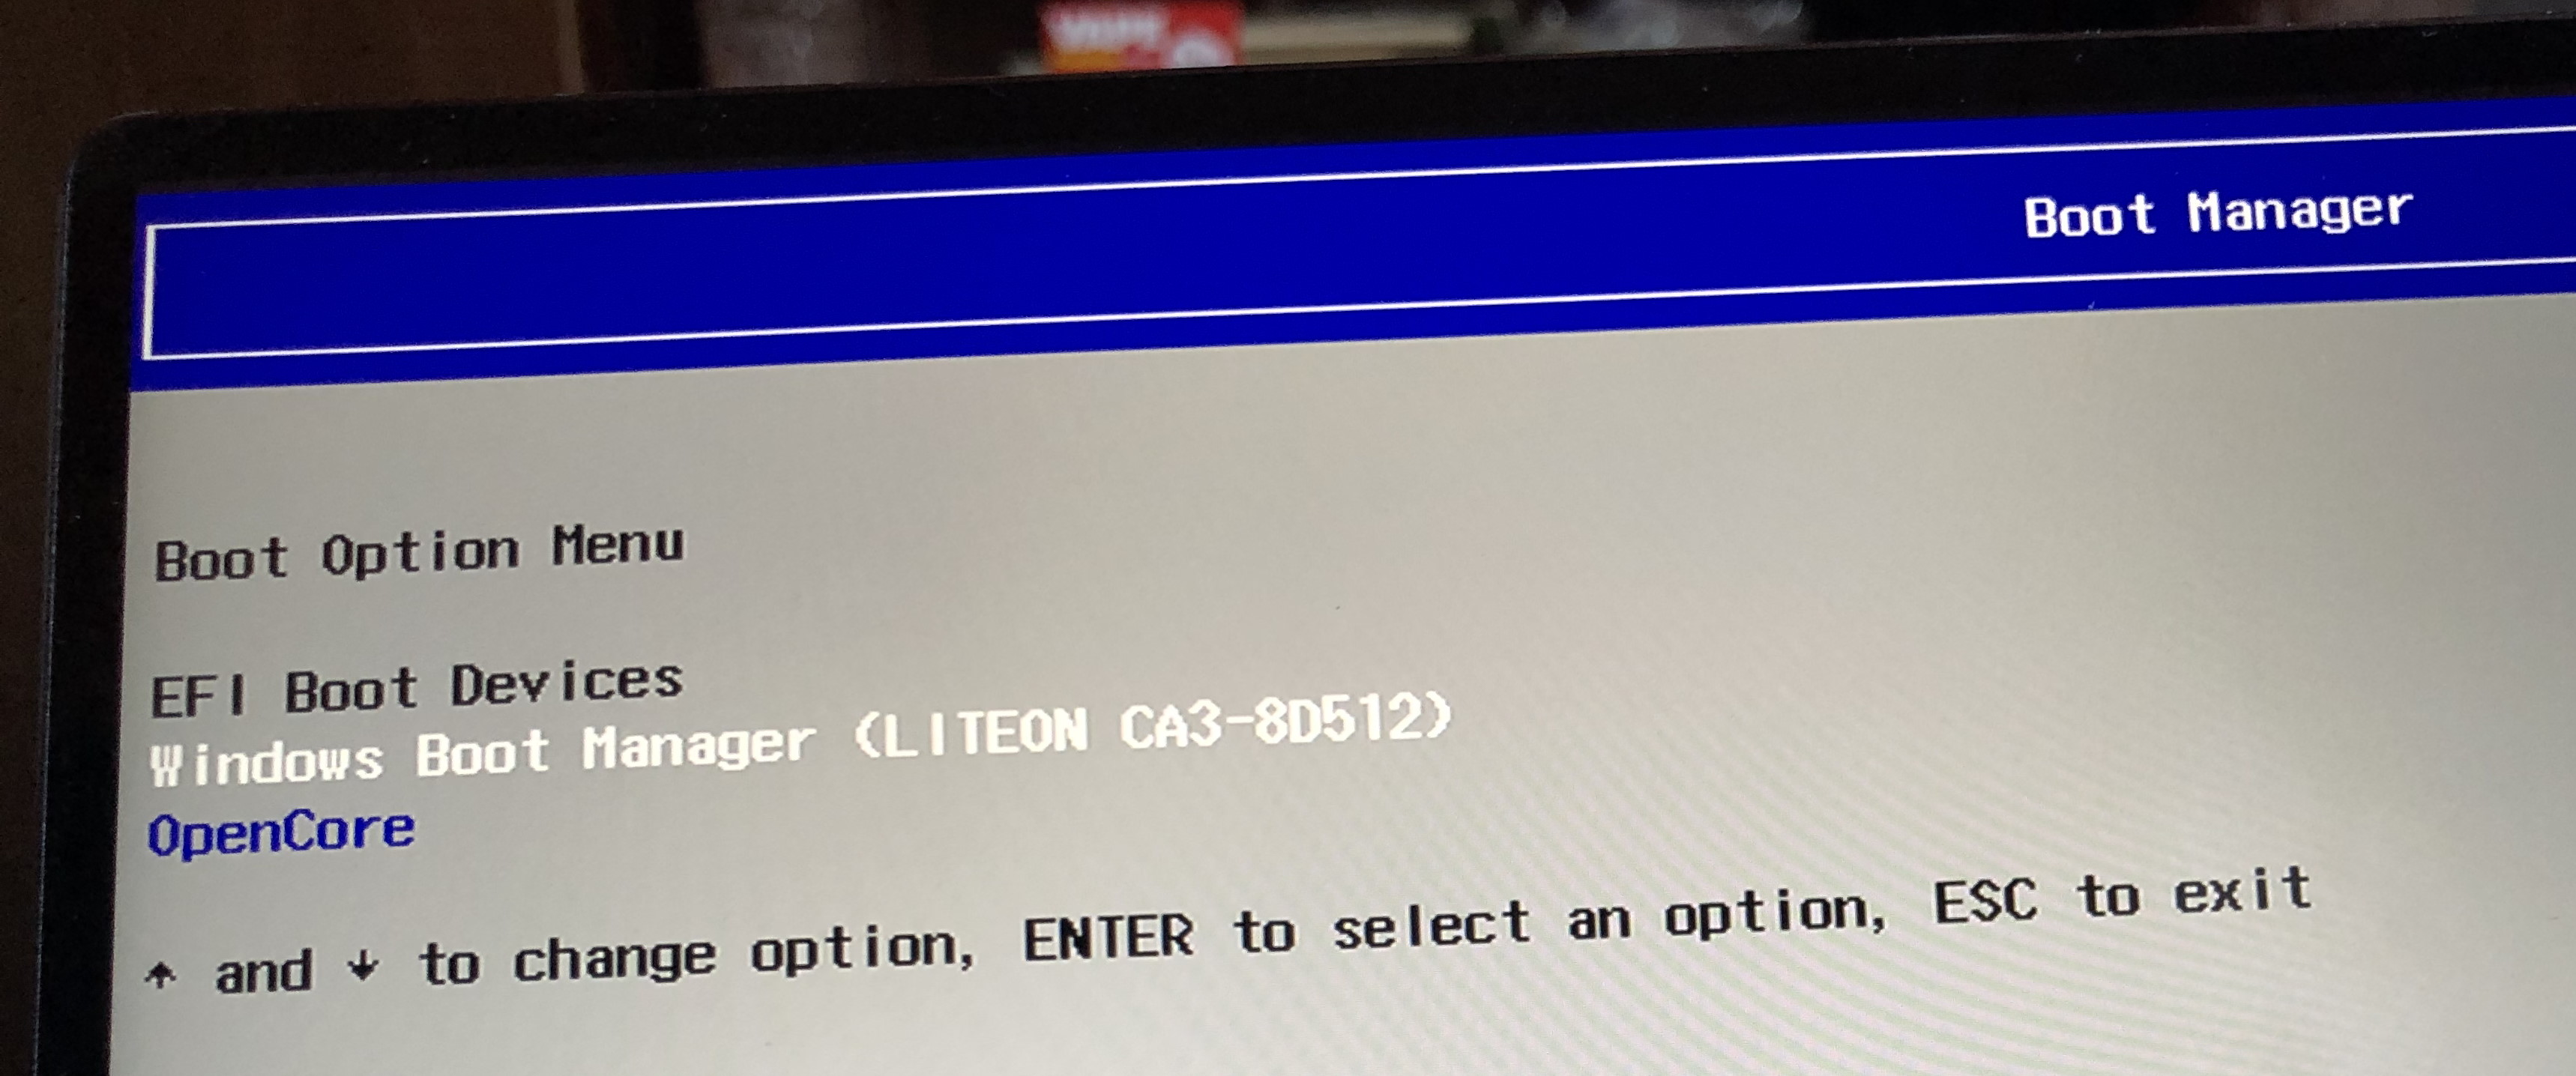 Boot Manager
Boot Option Menu
EFI Boot Devices
Windows Boot Manager (LITEON CA3-8D512)
OpenCore
↑ and ↓ to change option, ENTER to select an option, ESC to exit